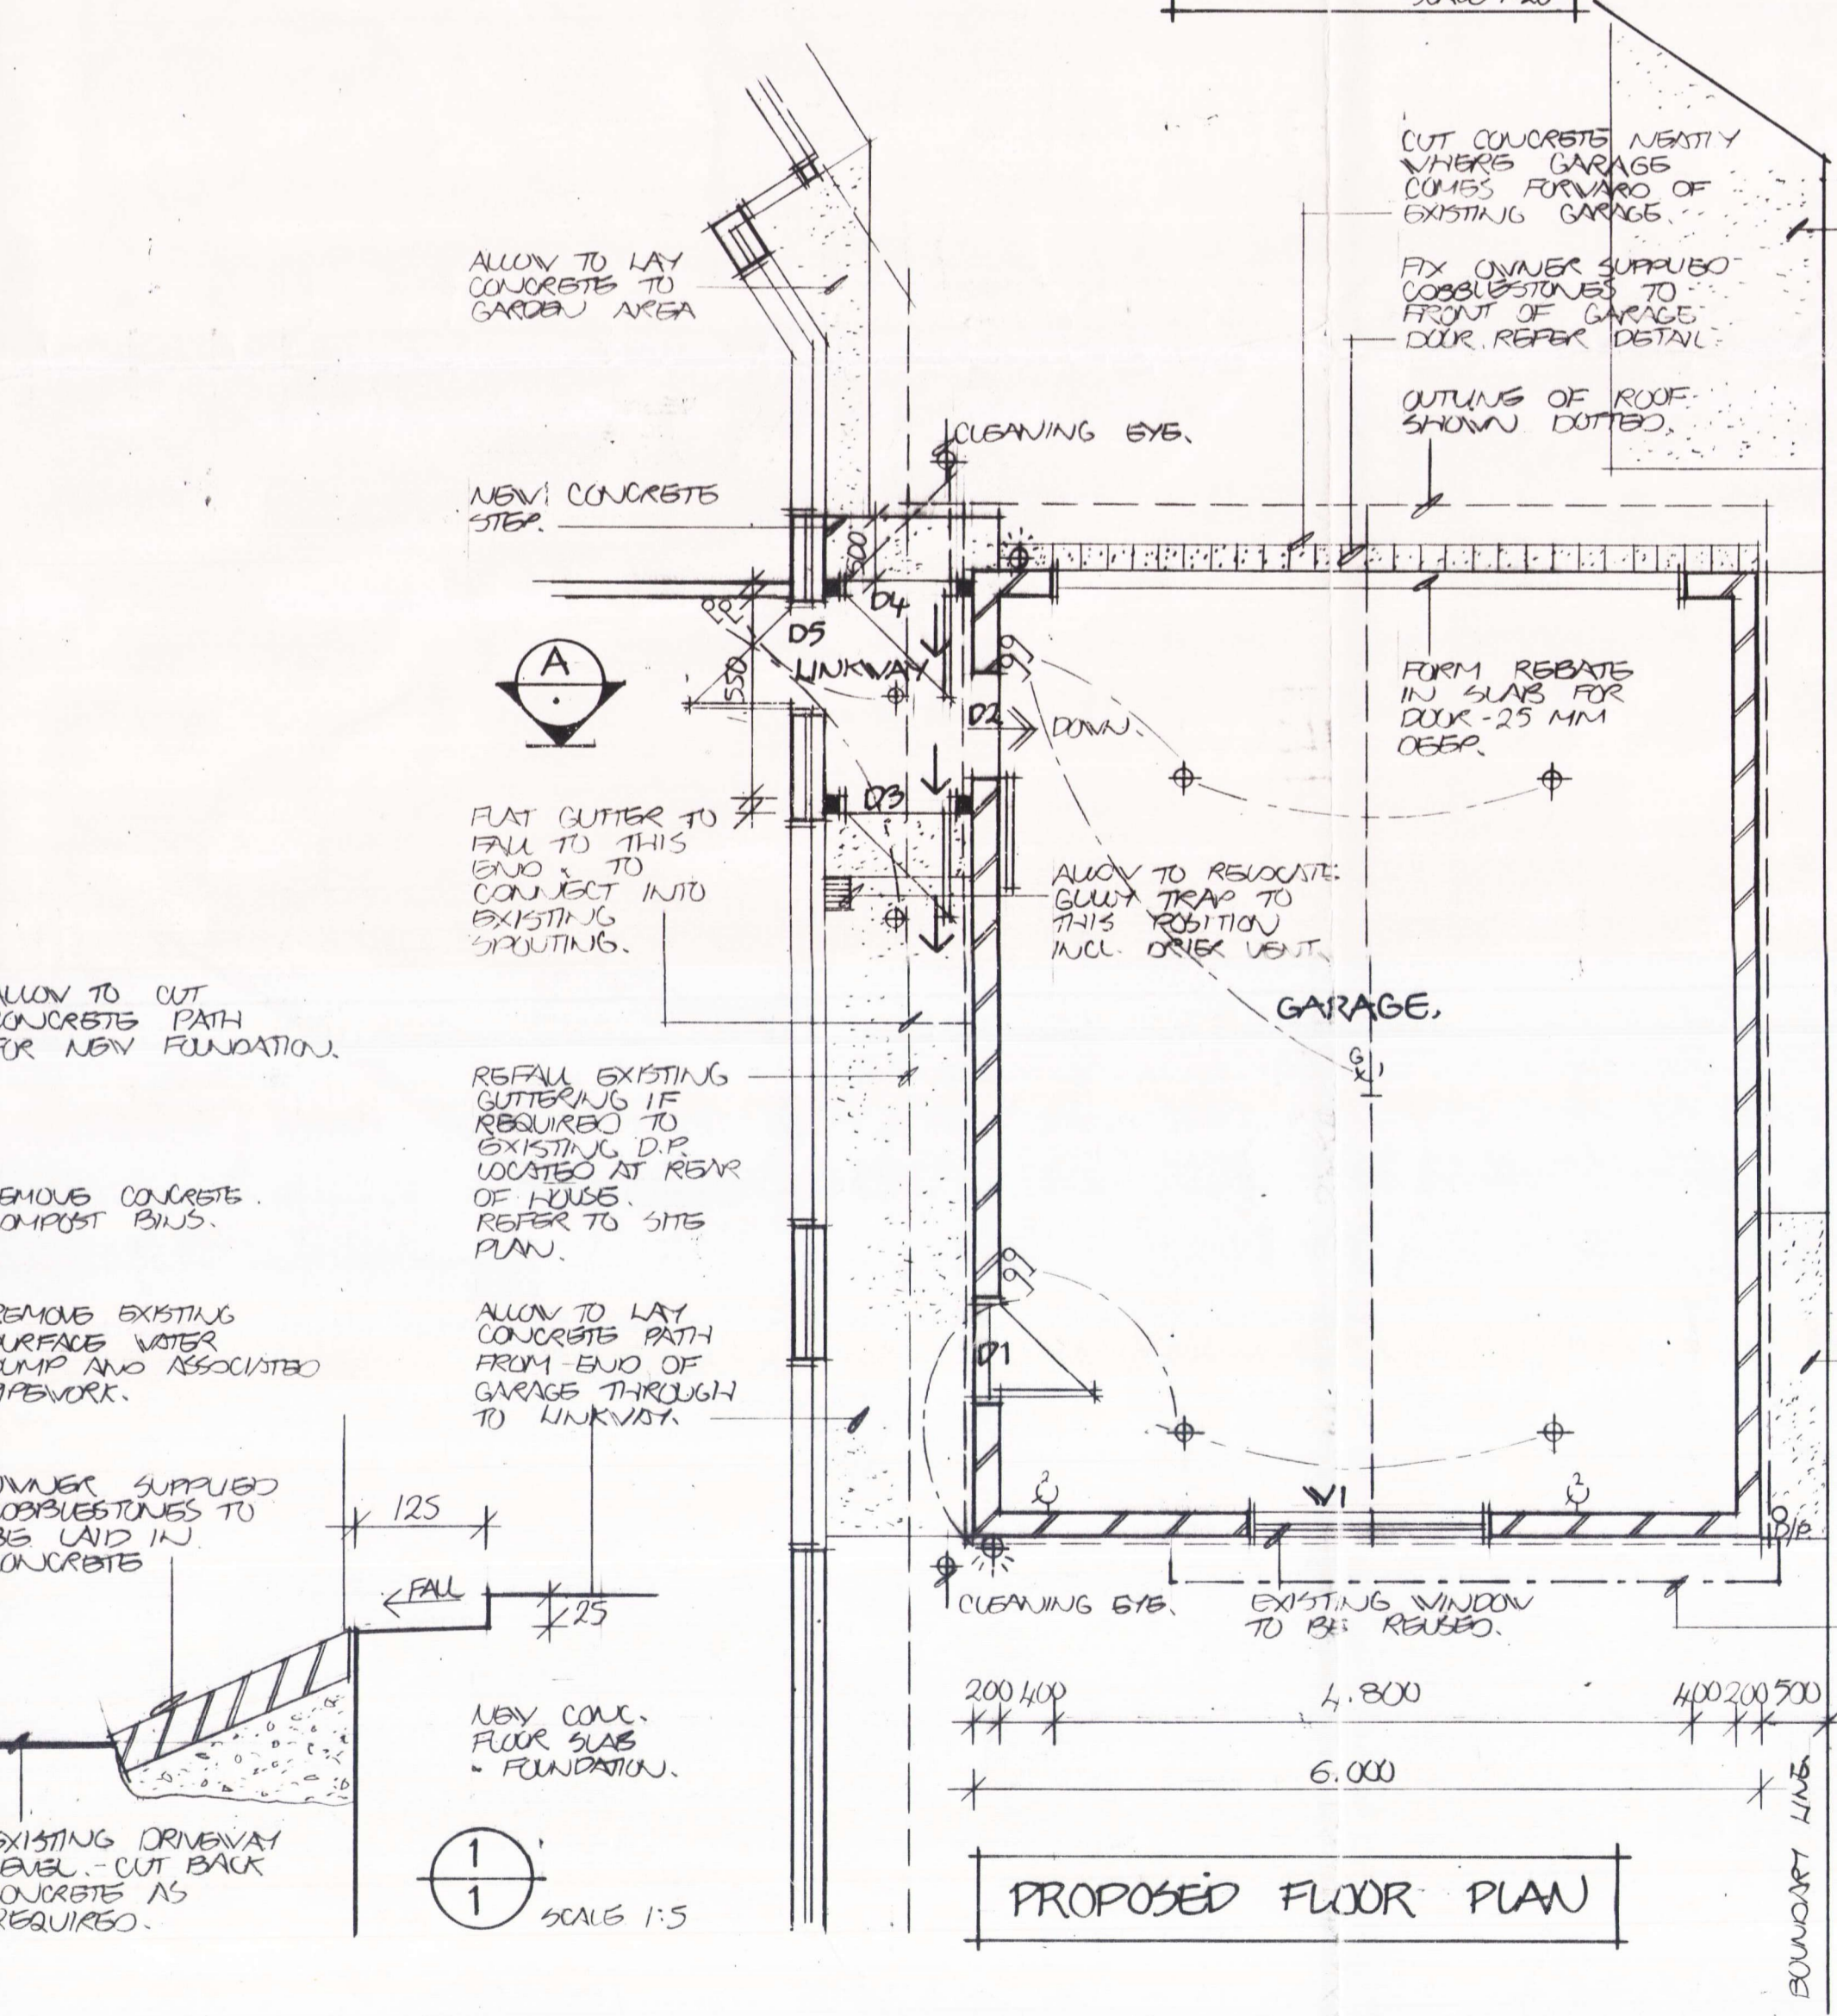 CUT CONCRETE NEATLY
WHERE GARAGE
COMES FORWARD OF
EXISTING GARAGE.
FIX OWNER SUPPLIED
COBBLESTONES TO
FRONT OF GARAGE
DOOR. REFER DETAIL.
OUTLINE OF ROOF
SHOWN DOTTED.
ALLOW TO LAY
CONCRETE TO
GARDEN AREA
CLEANING EYE.
NEW CONCRETE
STEP.
D4
D5
LINKWAY
550
A
D2
DOWN.
FORM REBATE
IN SLAB FOR
DOOR - 25 MM
DEEP.
D3
FLAT GUTTER TO
FALL TO THIS
END & TO
CONNECT INTO
EXISTING
SPOUTING.
ALLOW TO RELOCATE
GULLY TRAP TO
THIS POSITION
INCL. DRIER VENT.
GARAGE.
G
ALLOW TO CUT
CONCRETE PATH
FOR NEW FOUNDATION.
REFALL EXISTING
GUTTERING IF
REQUIRED TO
EXISTING D.P.
LOCATED AT REAR
OF HOUSE.
REFER TO SITE
PLAN.
EMOVE CONCRETE
OMPOST BINS.
REMOVE EXISTING
URFACE WATER
UMP AND ASSOCIATED
IPEWORK.
ALLOW TO LAY
CONCRETE PATH
FROM END OF
GARAGE THROUGH
TO LINKWAY.
D1
W1
2
2
D/P.
OWNER SUPPLIED
COBBLESTONES TO
BE LAID IN
CONCRETE
125
FALL
25
CLEANING EYE.
EXISTING WINDOW
TO BE REUSED.
NEW CONC.
FLOOR SLAB
& FOUNDATION.
200 400 4.800 400 200 500
6.000
EXISTING DRIVEWAY
LEVEL. - CUT BACK
CONCRETE AS
REQUIRED.
1
1
SCALE 1:5
PROPOSED FLOOR PLAN
BOUNDARY LINE.